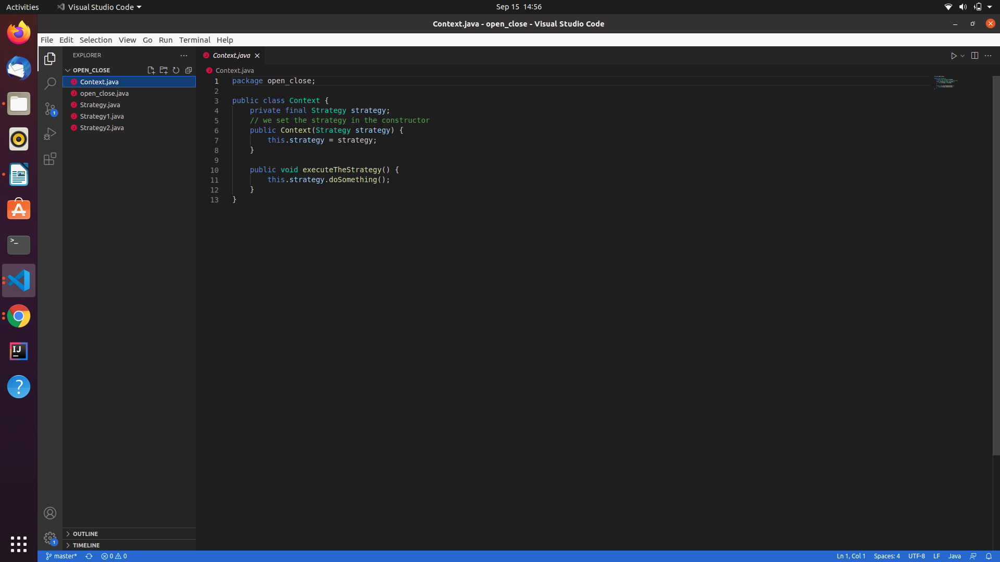 Activities
Visual Studio Code
Sep 15 14:56
Context.java - open_close - Visual Studio Code
File Edit Selection View Go Run Terminal Help
EXPLORER
OPEN_CLOSE
Context.java
open_close.java
Strategy.java
Strategy1.java
Strategy2.java
OUTLINE
TIMELINE
1
1
Context.java
Context.java
1 package open_close;
2
3 public class Context {
4 private final Strategy strategy;
5 // we set the strategy in the constructor
6 public Context(Strategy strategy) {
7 this.strategy = strategy;
8 }
9
10 public void executeTheStrategy() {
11 this.strategy.doSomething();
12 }
13 }
master* 0 0
Ln 1, Col 1 Spaces: 4 UTF-8 LF Java